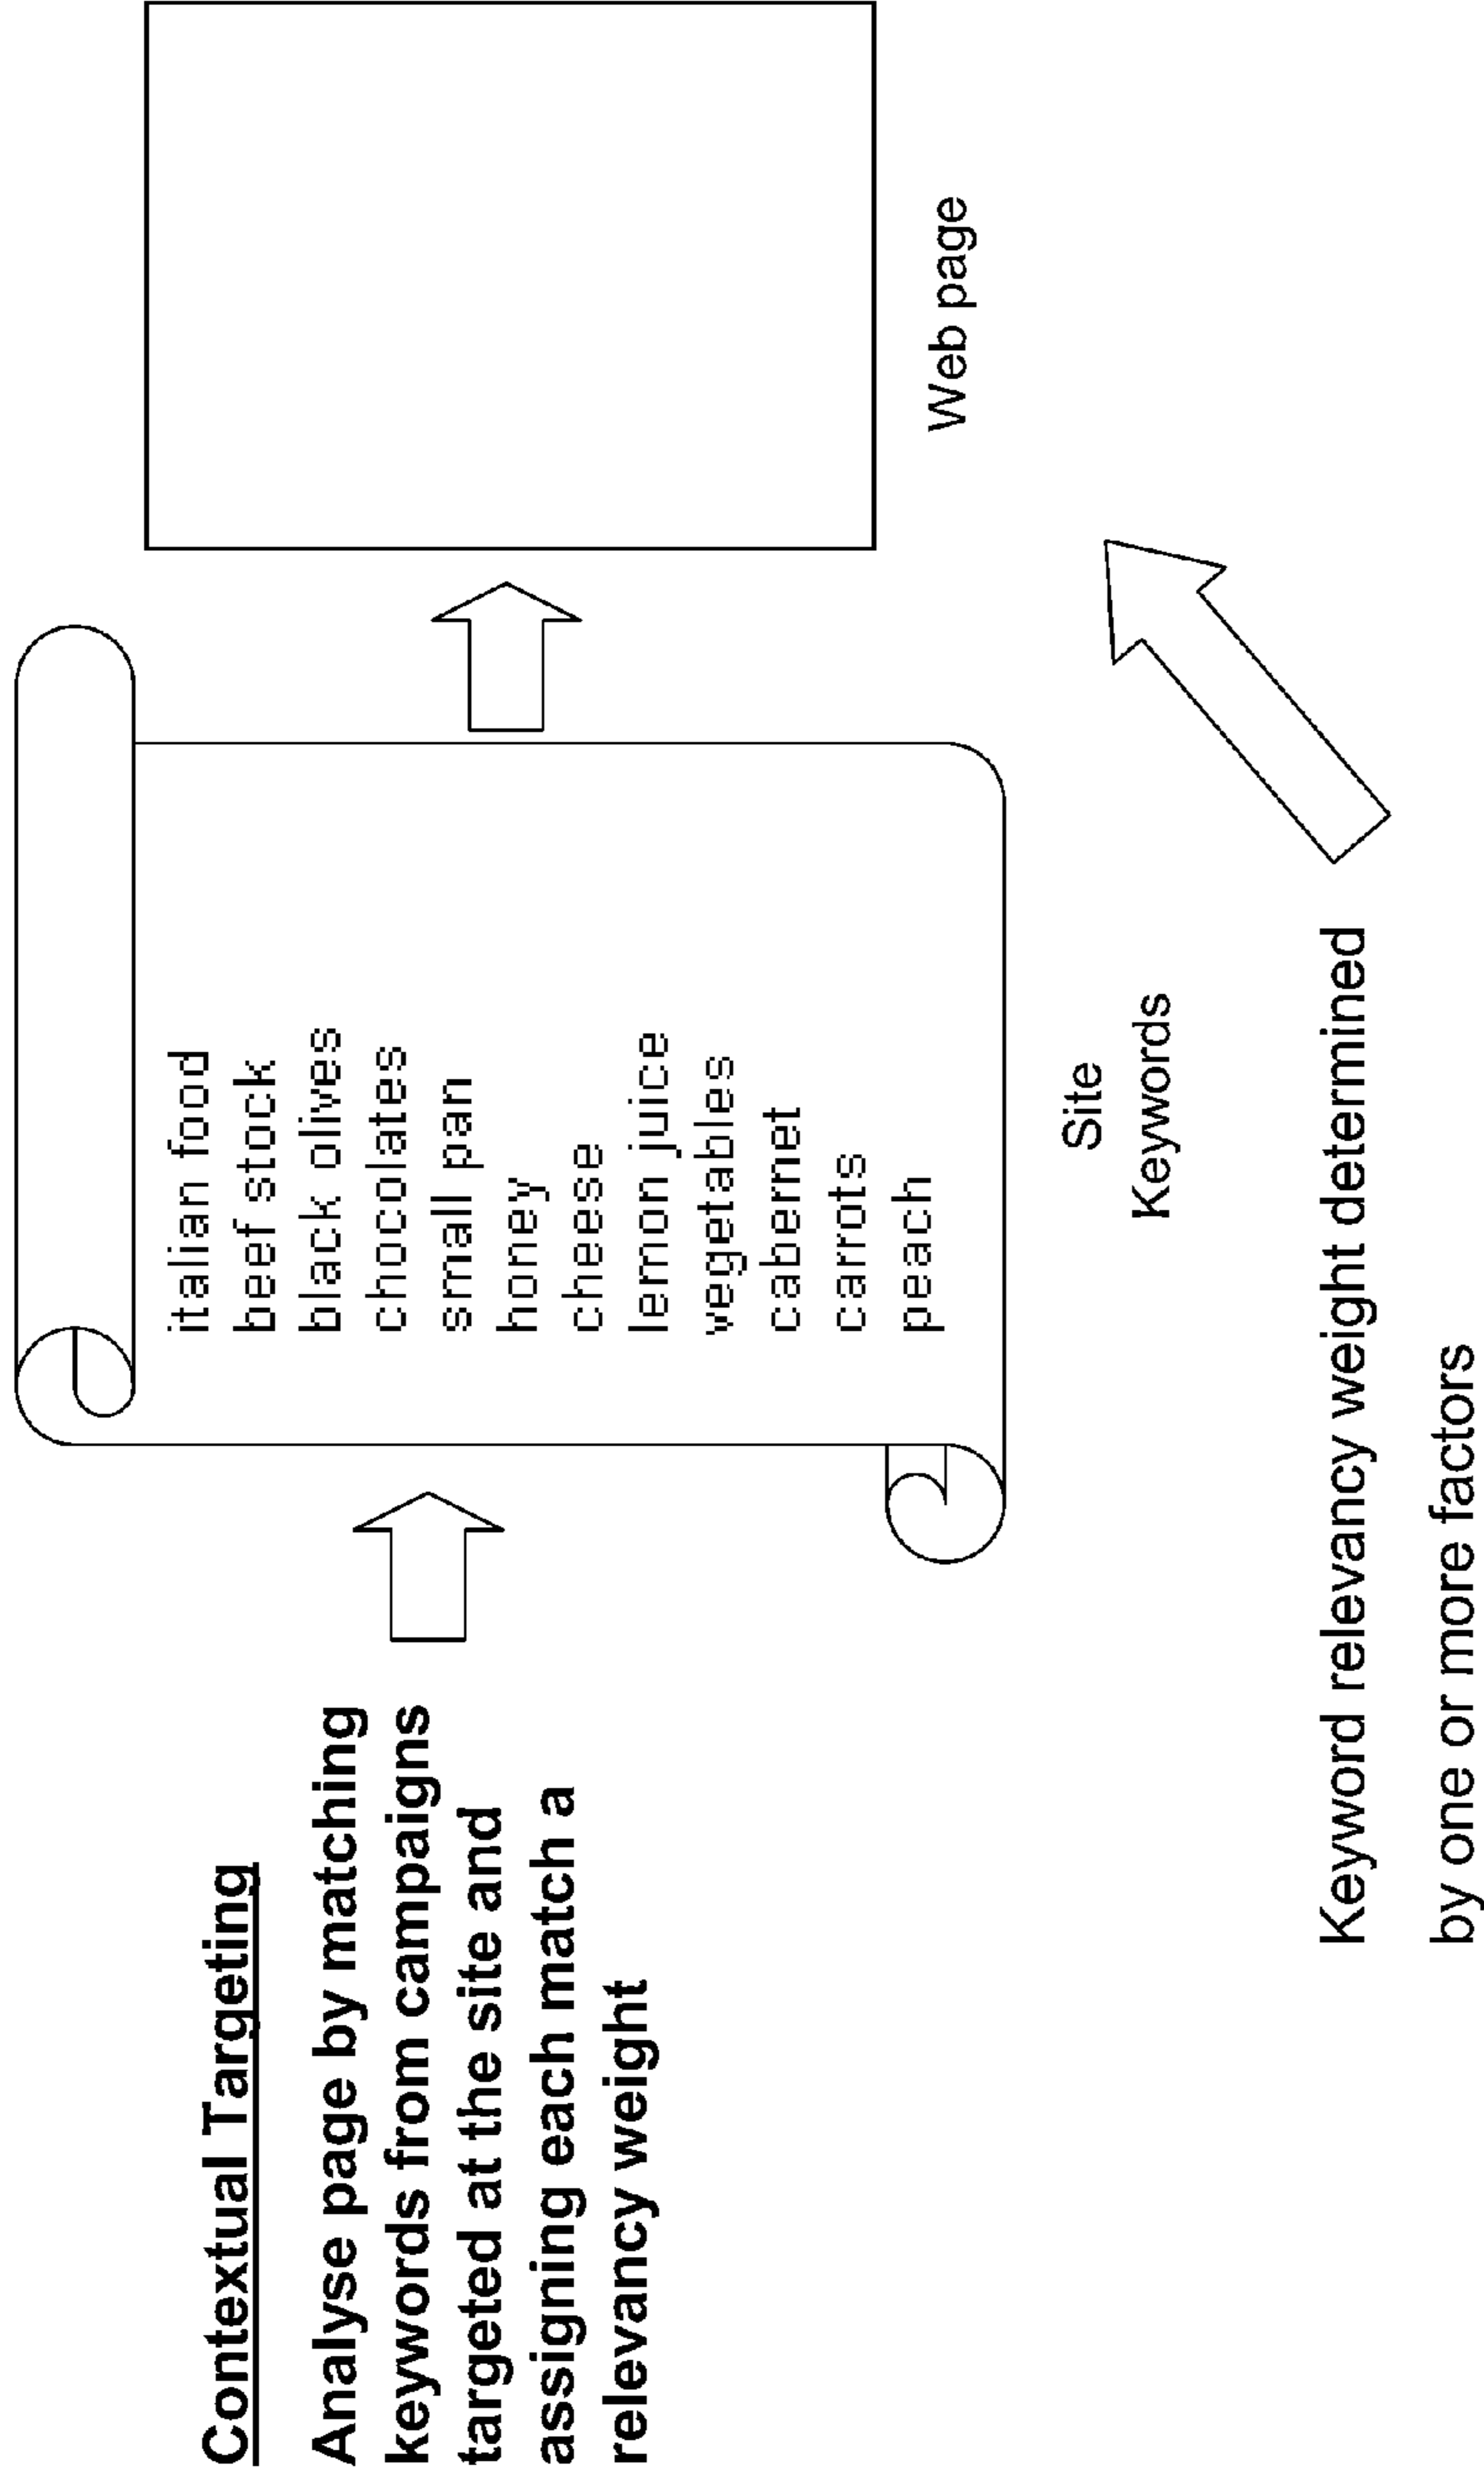 Contextual Targeting
Analyse page by matching
keywords from campaigns
targeted at the site and
assigning each match a
relevancy weight
italian food
beef stock
black olives
chocolates
small pan
honey
cheese
lemon juice
vegetables
cabernet
carrots
peach
Site
Keywords
Web page
Keyword relevancy weight determined
by one or more factors